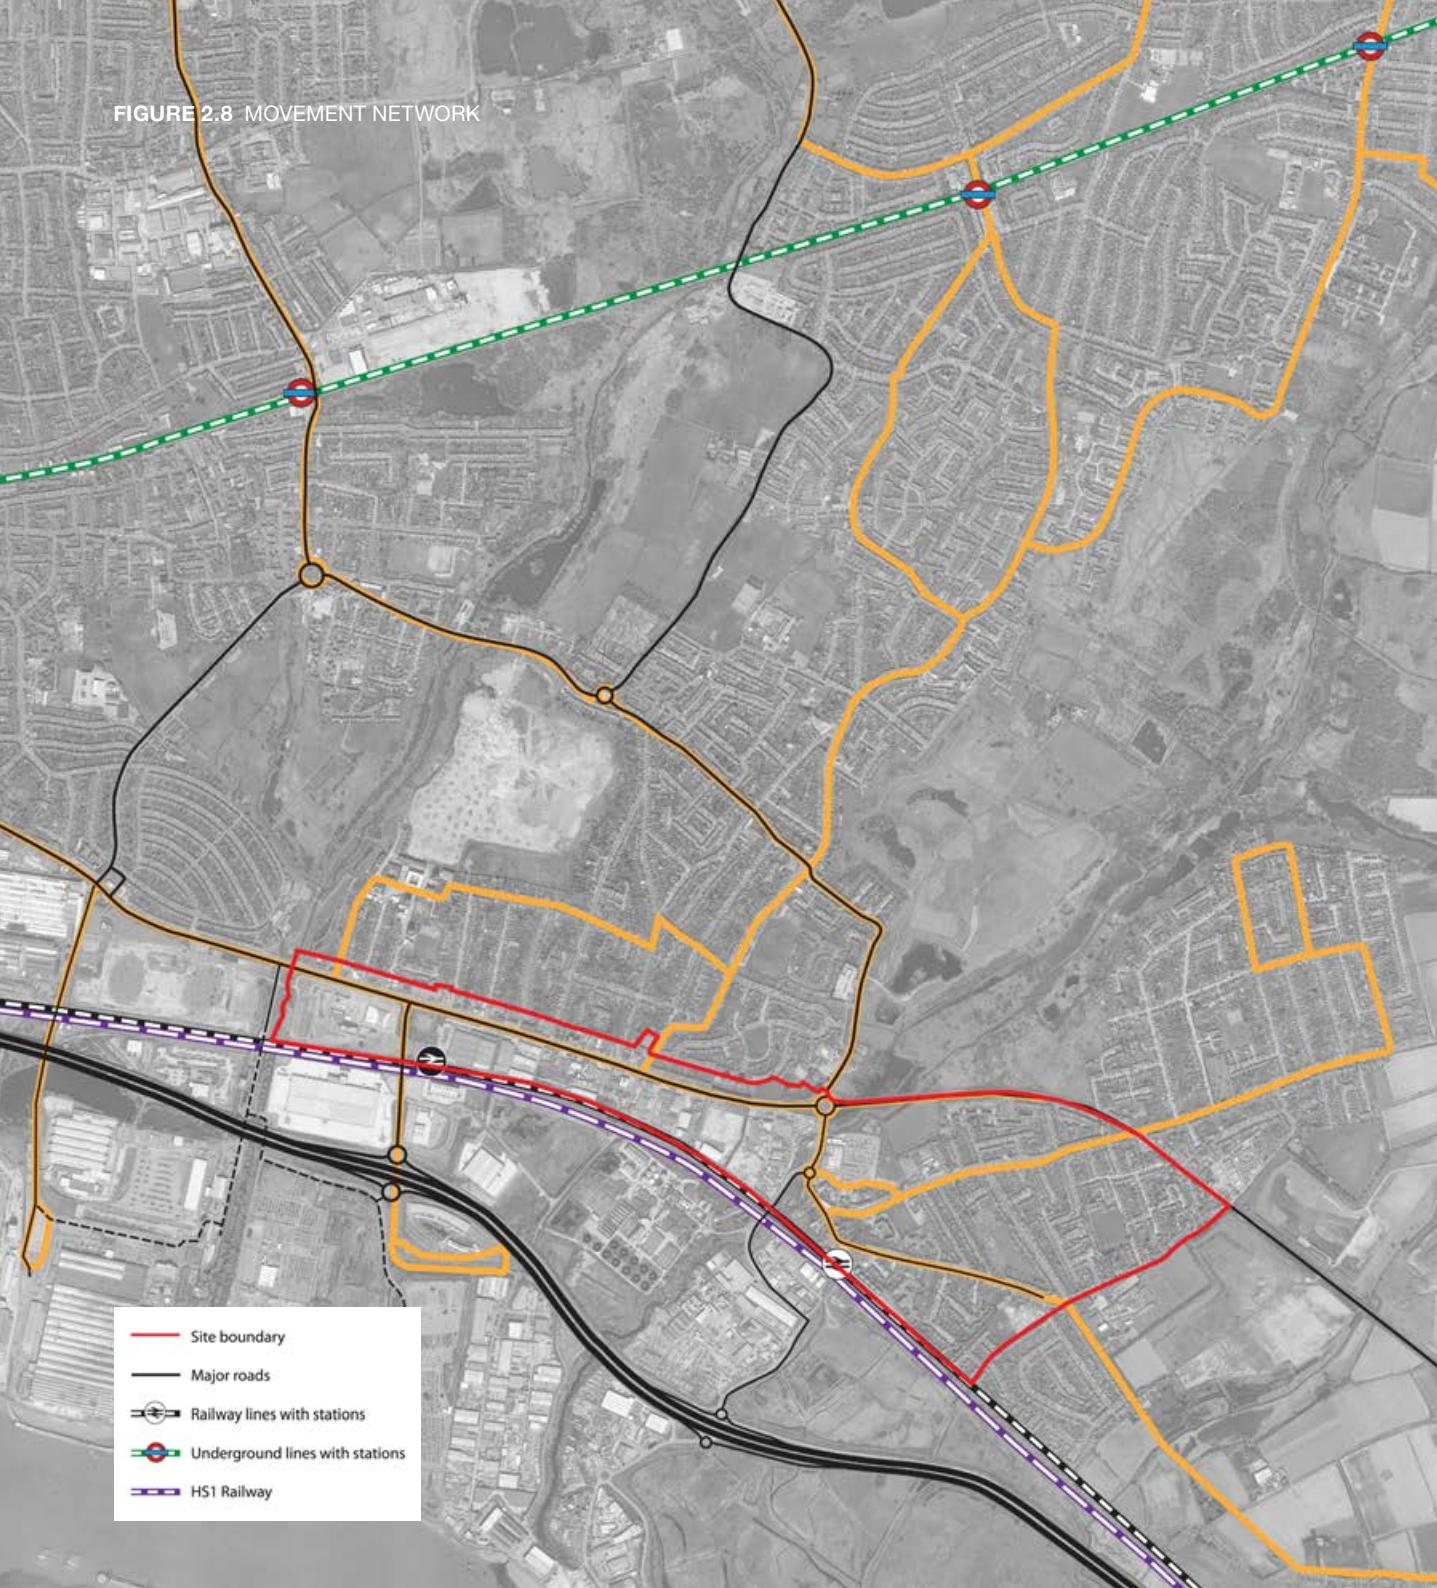 FIGURE 2.8 MOVEMENT NETWORK
Site boundary
Major roads
Railway lines with stations
Underground lines with stations
HS1 Railway